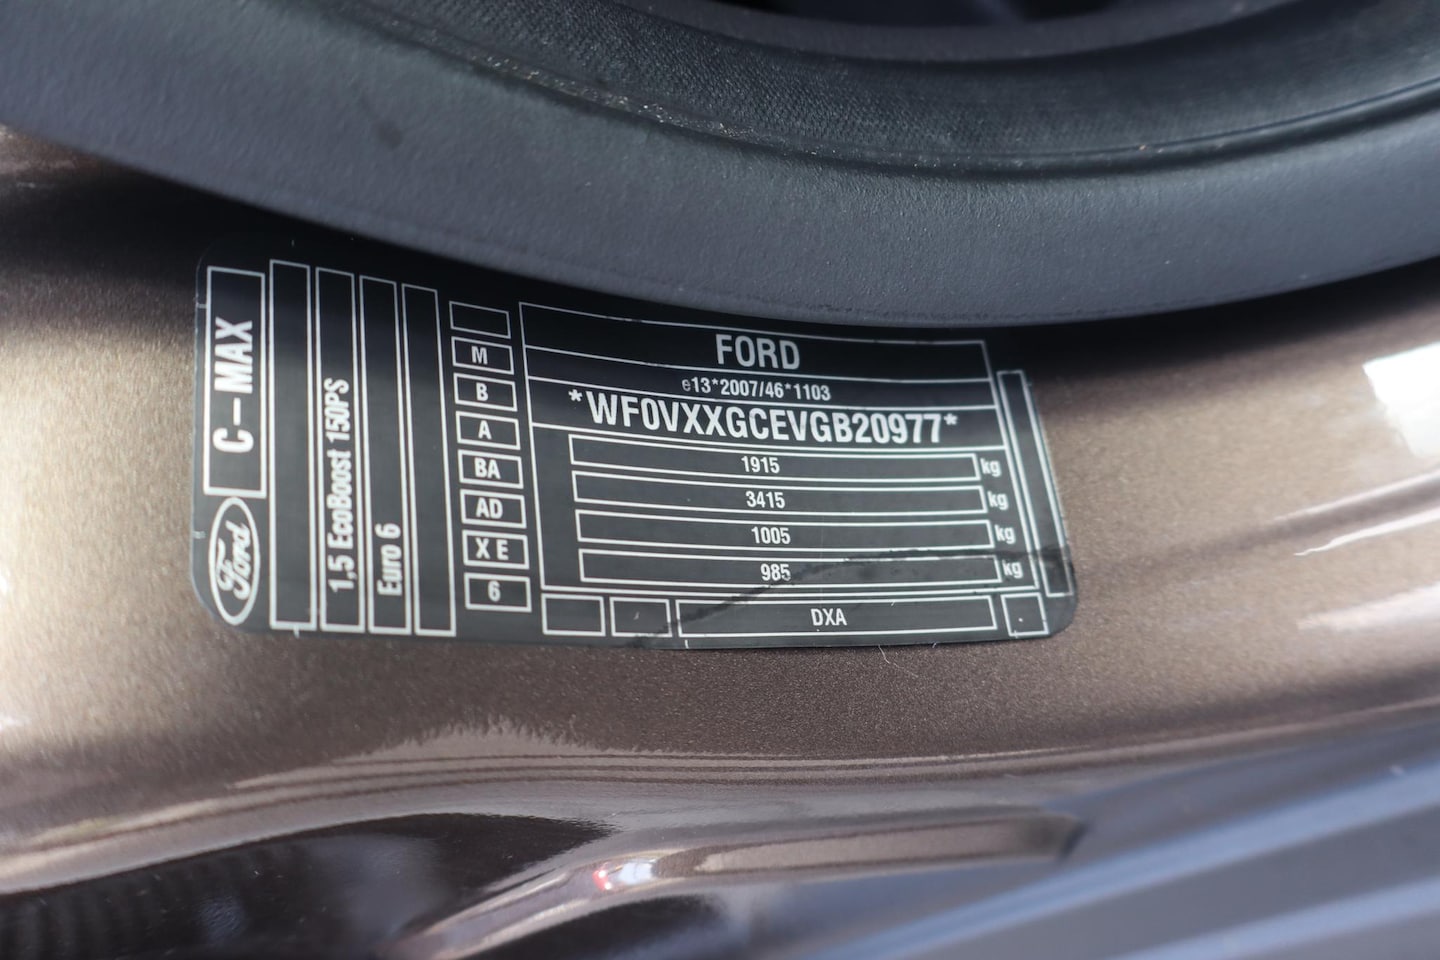 C-MAX
Ford
1,5 EcoBoost 150PS
Euro 6
M
B
A
BA
AD
X E
6
FORD
e13*2007/46*1103
*WF0VXXGCEVGB20977*
1915 kg
3415 kg
1005 kg
985 kg
DXA